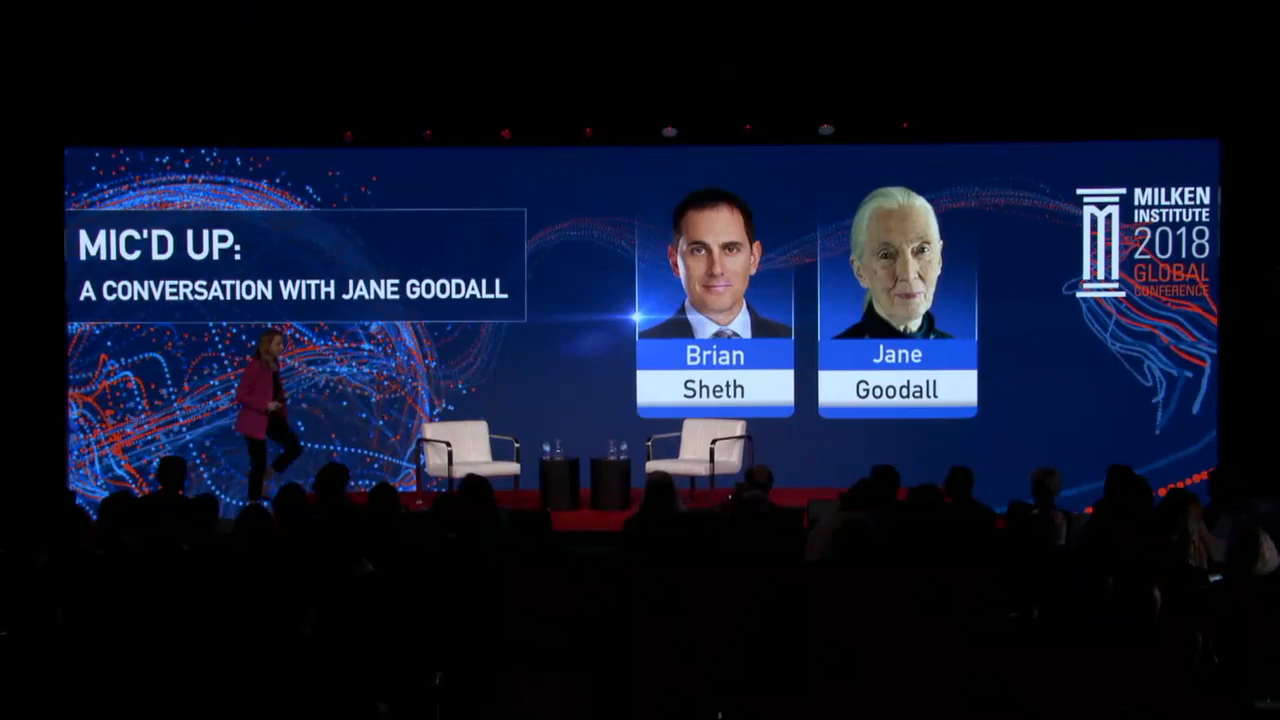 MIC'D UP:
A CONVERSATION WITH JANE GOODALL
Brian
Sheth
Jane
Goodall
MILKEN
INSTITUTE
2018
GLOBAL
CONFERENCE